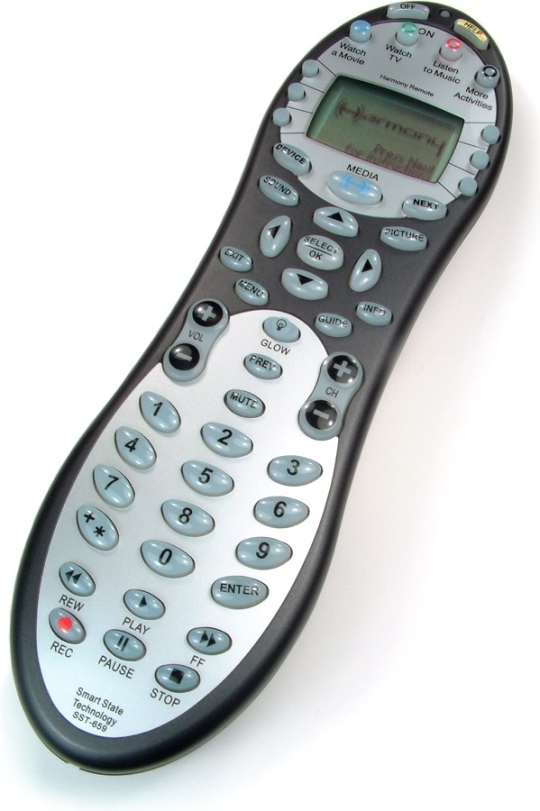 OFF
HELP
ON
Watch
a Movie
Watch
TV
Listen
to Music
More
Activities
Harmony Remote
Harmony
Press Next
For Instructions
DEVICE
MEDIA
SOUND
NEXT
PICTURE
SELECT
OK
EXIT
MENU
GUIDE
INFO
+
VOL
-
GLOW
PREV
MUTE
+
CH
-
1
2
3
4
5
6
7
8
9
+*
0
ENTER
REW
PLAY
FF
REC
PAUSE
STOP
Smart State
Technology
SST-659